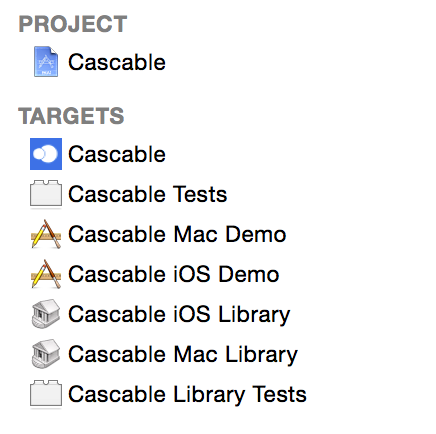 PROJECT
Cascable
TARGETS
Cascable
Cascable Tests
Cascable Mac Demo
Cascable iOS Demo
Cascable iOS Library
Cascable Mac Library
Cascable Library Tests